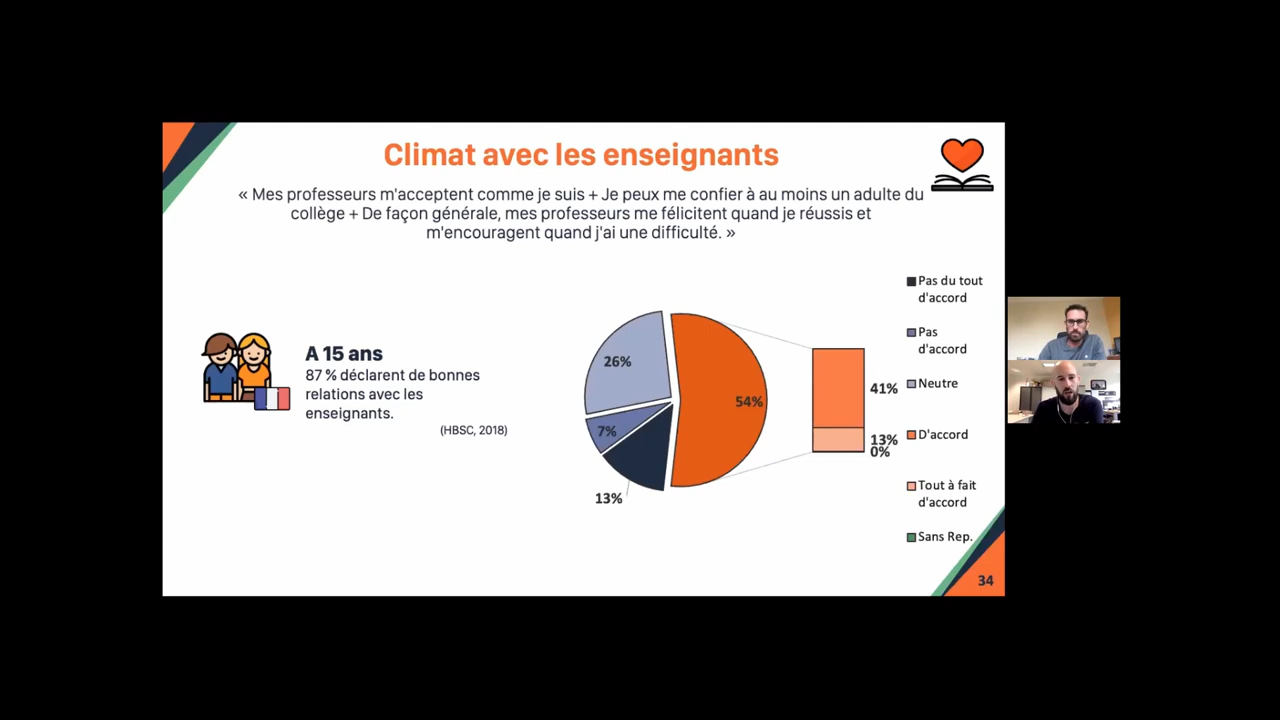 Climat avec les enseignants
« Mes professeurs m'acceptent comme je suis + Je peux me confier à au moins un adulte du
collège + De façon générale, mes professeurs me félicitent quand je réussis et
m'encouragent quand j'ai une difficulté. »
A 15 ans
87 % déclarent de bonnes
relations avec les
enseignants.
(HBSC, 2018)
26%
7%
13%
54%
41%
13%
0%
Pas du tout
d'accord
Pas
d'accord
Neutre
D'accord
Tout à fait
d'accord
Sans Rep.
34